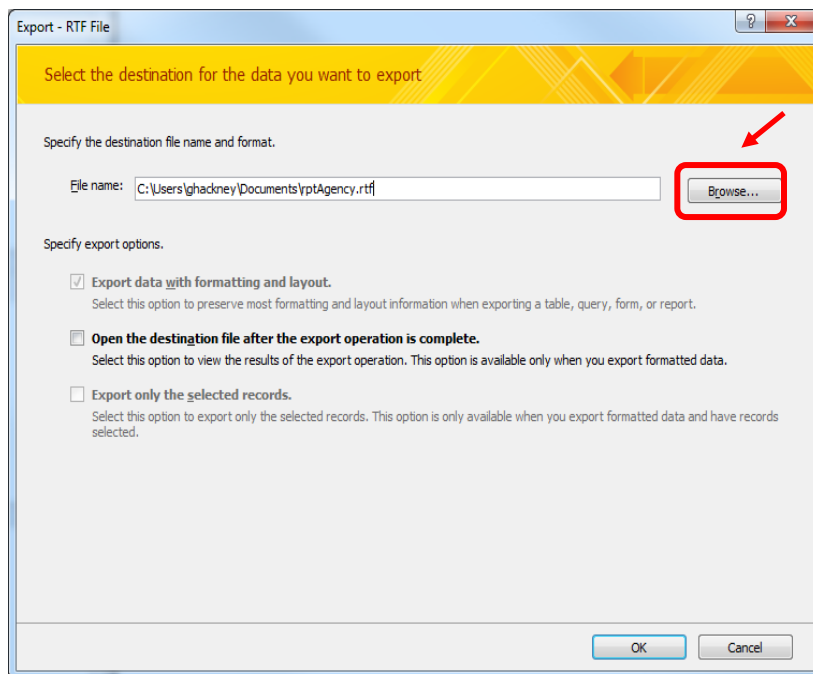 Export - RTF File
Select the destination for the data you want to export
Specify the destination file name and format.
File name: C:\Users\ghackney\Documents\rptAgency.rtf
Browse...
Specify export options.
Export data with formatting and layout.
Select this option to preserve most formatting and layout information when exporting a table, query, form, or report.
Open the destination file after the export operation is complete.
Select this option to view the results of the export operation. This option is available only when you export formatted data.
Export only the selected records.
Select this option to export only the selected records. This option is only available when you export formatted data and have records
selected.
OK Cancel